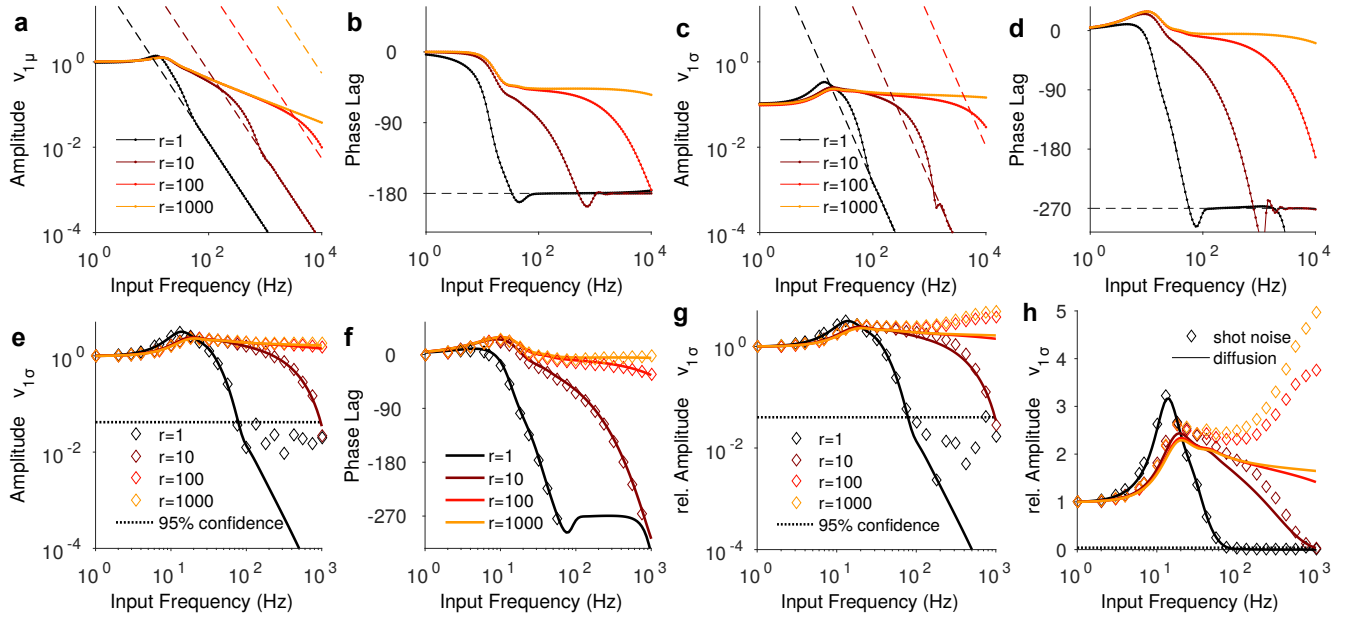 a
Amplitude v1μ
10^0
10^-2
10^-4
r=1
r=10
r=100
r=1000
10^0
10^2
10^4
Input Frequency (Hz)
b
Phase Lag
0
-90
-180
10^0
10^2
10^4
Input Frequency (Hz)
c
Amplitude v1σ
10^0
10^-2
10^-4
r=1
r=10
r=100
r=1000
10^0
10^2
10^4
Input Frequency (Hz)
d
Phase Lag
0
-90
-180
-270
10^0
10^2
10^4
Input Frequency (Hz)
e
Amplitude v1σ
10^0
10^-2
10^-4
r=1
r=10
r=100
r=1000
95% confidence
10^0
10^1
10^2
10^3
Input Frequency (Hz)
f
Phase Lag
0
-90
-180
-270
r=1
r=10
r=100
r=1000
10^0
10^1
10^2
10^3
Input Frequency (Hz)
g
rel. Amplitude v1σ
10^0
10^-2
10^-4
r=1
r=10
r=100
r=1000
95% confidence
10^0
10^1
10^2
10^3
Input Frequency (Hz)
h
rel. Amplitude v1σ
5
4
3
2
1
0
shot noise
diffusion
10^0
10^1
10^2
10^3
Input Frequency (Hz)